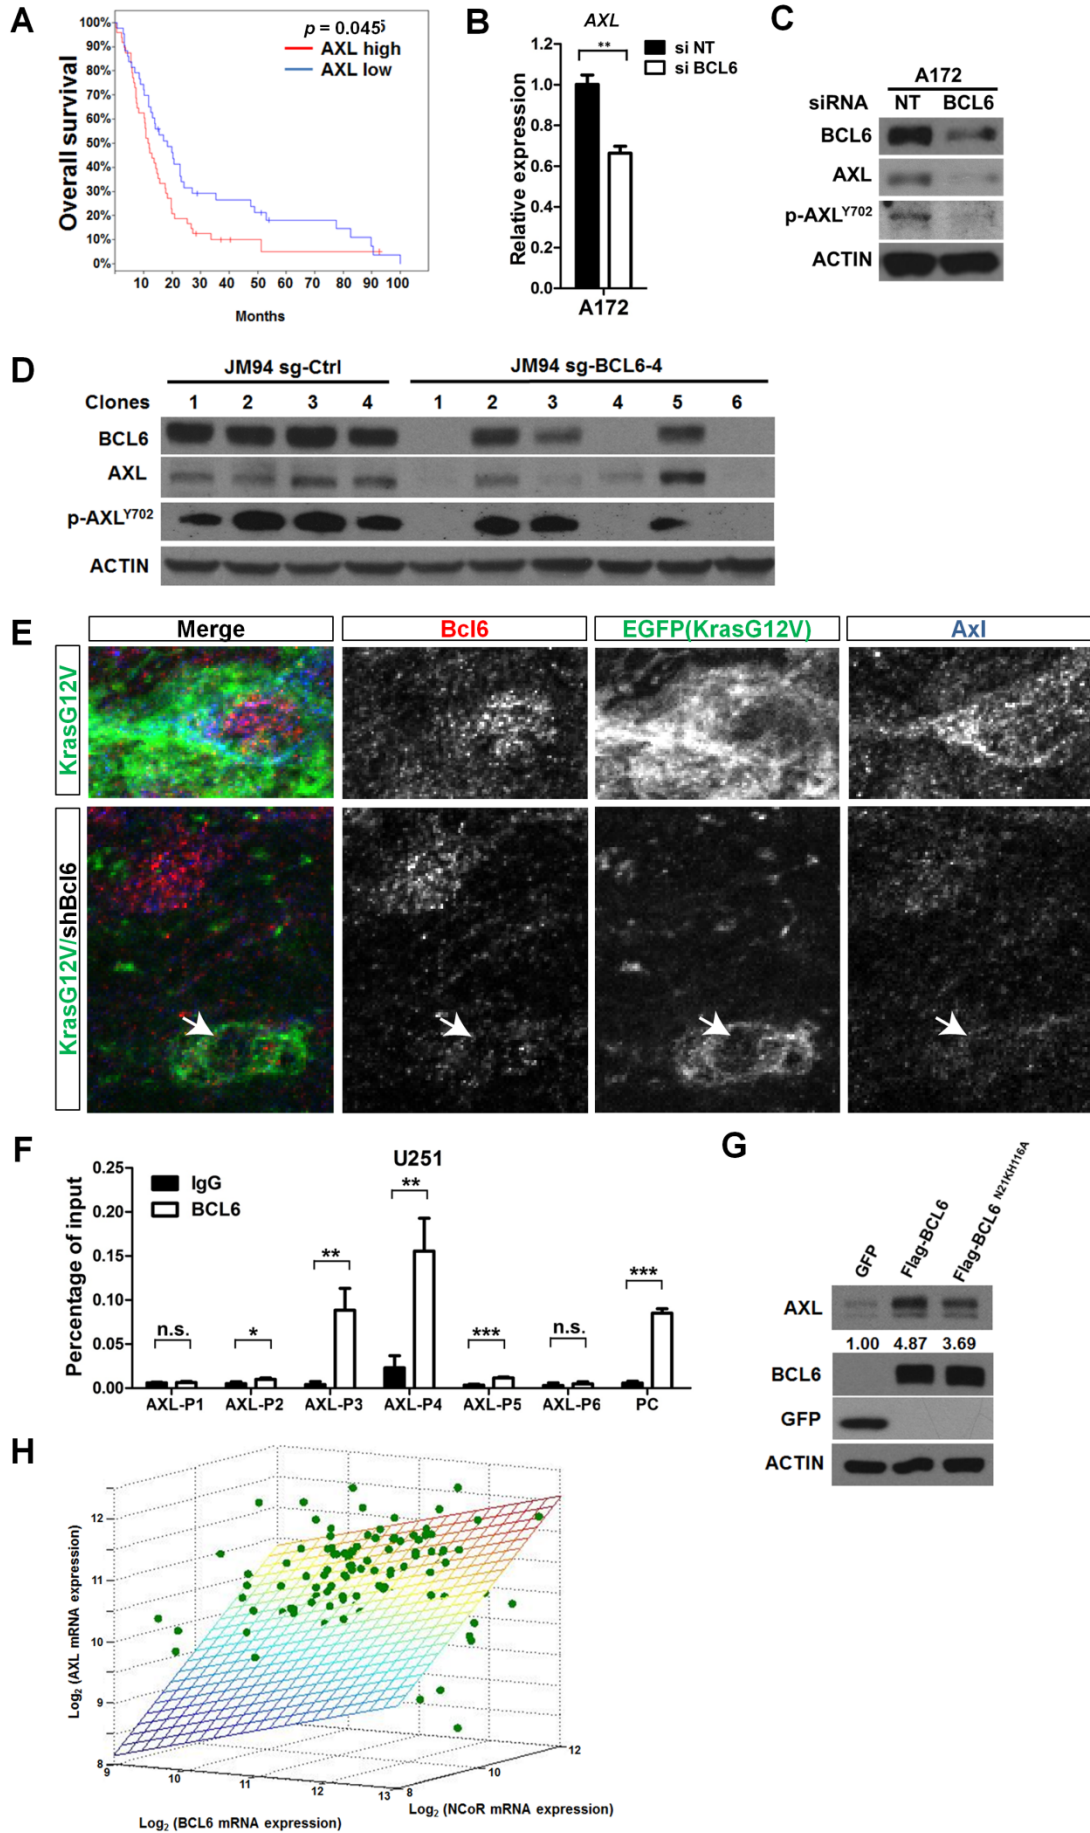 A
p = 0.045
AXL high
AXL low
100%
90%
80%
70%
60%
50%
40%
30%
20%
10%
0%
Overall survival
10 20 30 40 50 60 70 80 90 100
Months
B
AXL
si NT
si BCL6
**
1.2
1.0
0.8
0.6
0.4
0.2
0.0
Relative expression
A172
C
A172
siRNA NT BCL6
BCL6
AXL
p-AXL^Y702
ACTIN
D
JM94 sg-Ctrl JM94 sg-BCL6-4
Clones 1 2 3 4 1 2 3 4 5 6
BCL6
AXL
p-AXL^Y702
ACTIN
E
Merge Bcl6 EGFP(KrasG12V) Axl
KrasG12V
KrasG12V/shBcl6
F
U251
IgG
BCL6
0.25
0.20
0.15
0.10
0.05
0.00
Percentage of input
n.s. * ** ** *** n.s. ***
AXL-P1 AXL-P2 AXL-P3 AXL-P4 AXL-P5 AXL-P6 PC
G
GFP Flag-BCL6 Flag-BCL6 N21KH116A
AXL
1.00 4.87 3.69
BCL6
GFP
ACTIN
H
12
11
10
9
8
Log2 (AXL mRNA expression)
9 10 11 12 13
Log2 (BCL6 mRNA expression)
8 10 12
Log2 (NCoR mRNA expression)